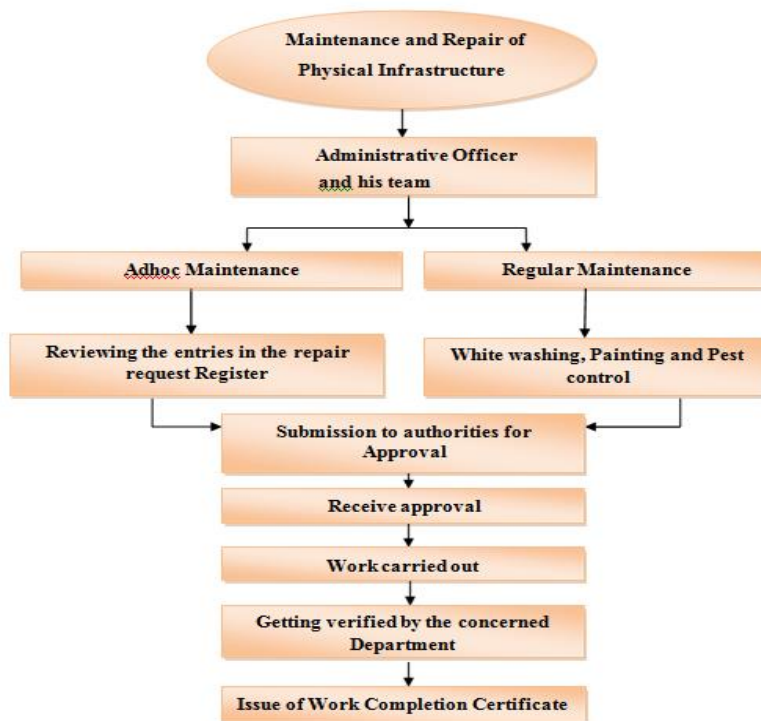 Maintenance and Repair of
Physical Infrastructure
Administrative Officer
and his team
Adhoc Maintenance
Regular Maintenance
Reviewing the entries in the repair
request Register
White washing, Painting and Pest
control
Submission to authorities for
Approval
Receive approval
Work carried out
Getting verified by the concerned
Department
Issue of Work Completion Certificate